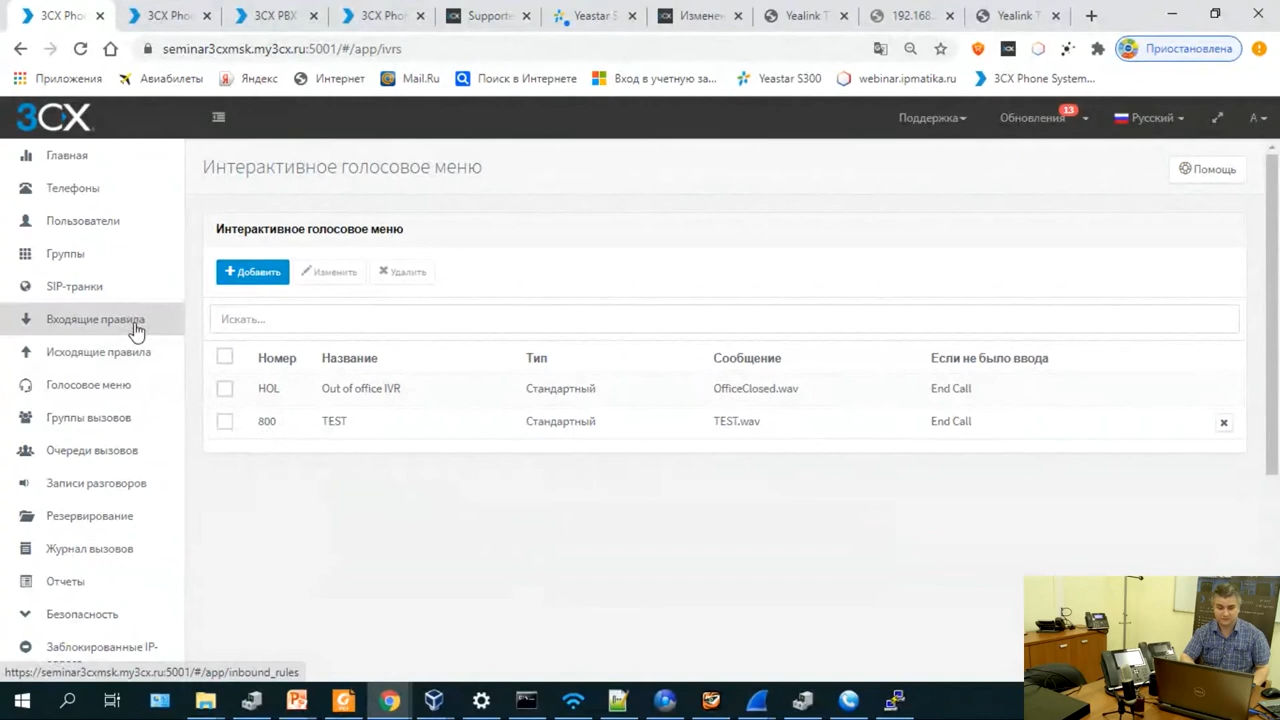 3CX Pho
3CX Phon
3CX PBX
3CX Phon
Supporte
Yeastar S
Изменен
Yealink T
192.168.
Yealink T
seminar3cxmsk.my3cx.ru:5001/#/app/ivrs
Приостановлена
Приложения
Авиабилеты
Яндекс
Интернет
Mail.Ru
Поиск в Интернете
Вход в учетную за...
Yeastar S300
webinar.ipmatika.ru
3CX Phone System...
3CX
Поддержка
Обновления
13
Русский
A
Главная
Телефоны
Пользователи
Группы
SIP-транки
Входящие правила
Исходящие правила
Голосовое меню
Группы вызовов
Очереди вызовов
Записи разговоров
Резервирование
Журнал вызовов
Отчеты
Безопасность
Заблокированные IP-
Интерактивное голосовое меню
Помощь
Интерактивное голосовое меню
Добавить
Изменить
Удалить
Искать...
Номер Название Тип Сообщение Если не было ввода
HOL Out of office IVR Стандартный OfficeClosed.wav End Call
800 TEST Стандартный TEST.wav End Call
https://seminar3cxmsk.my3cx.ru:5001/#/app/inbound_rules